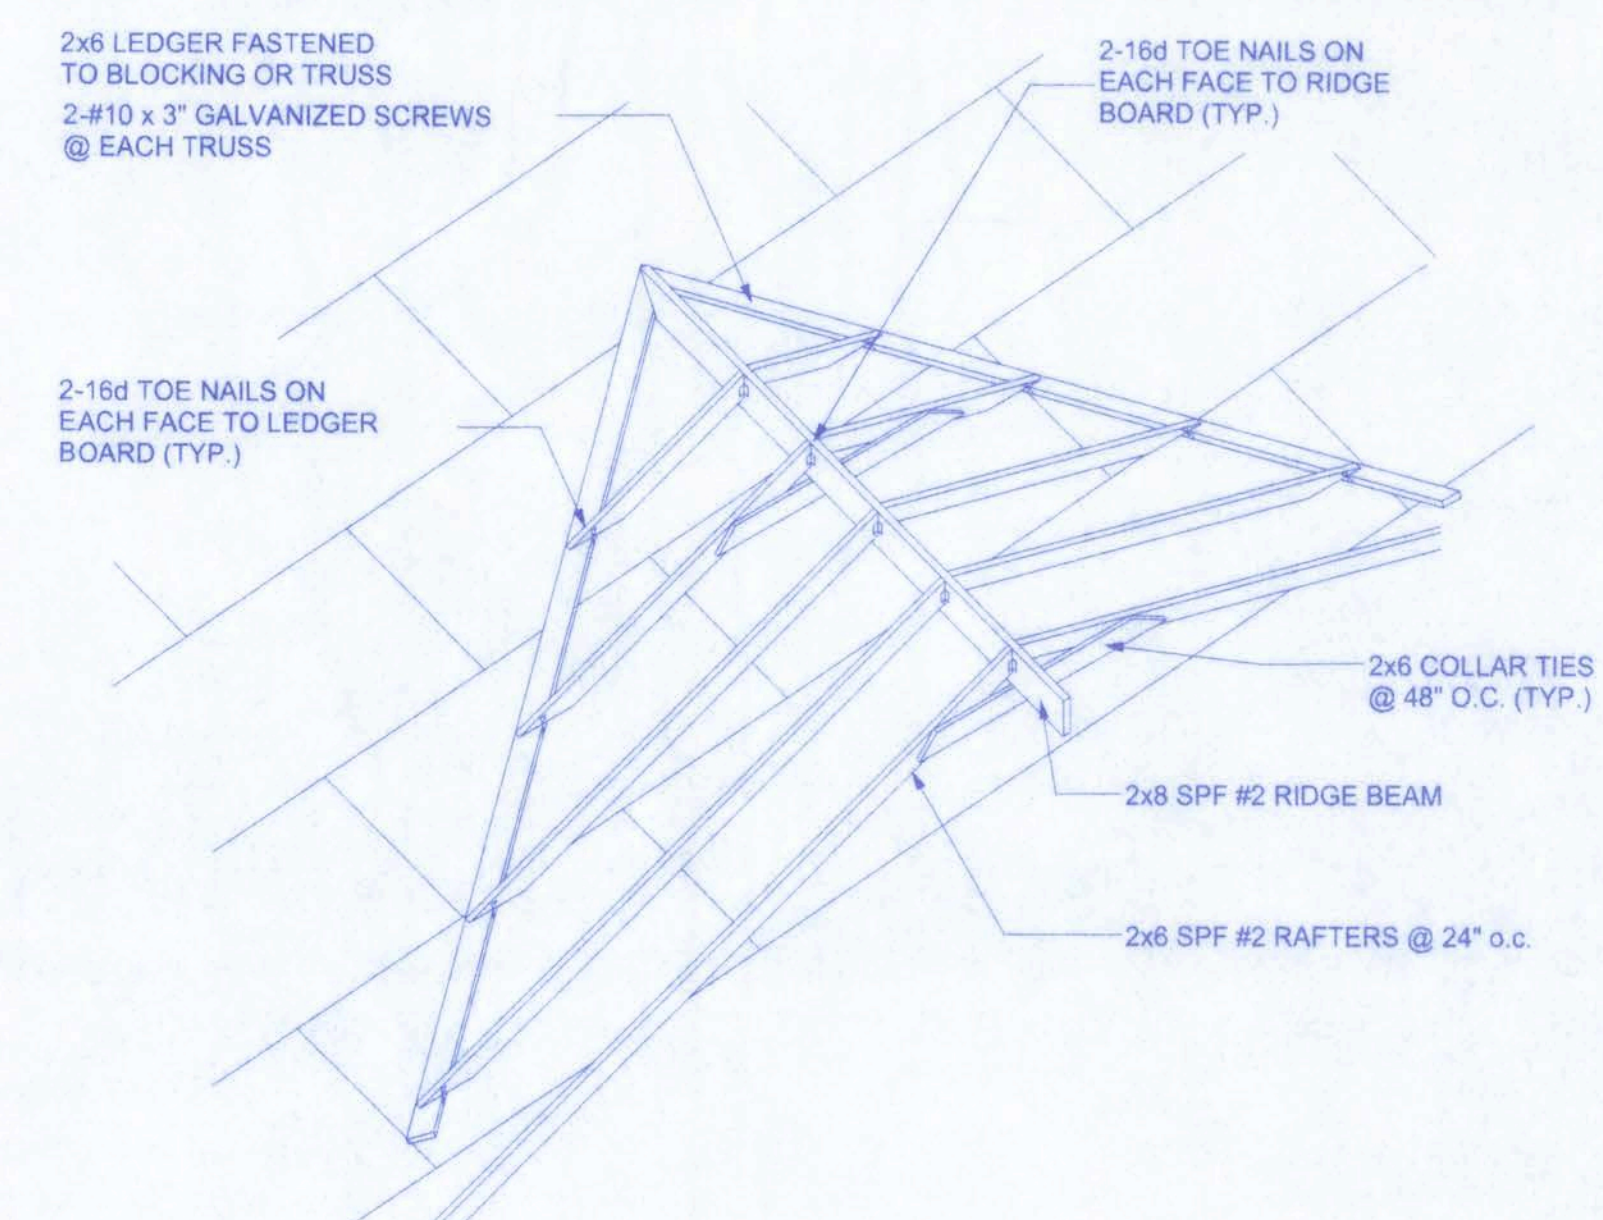 2x6 LEDGER FASTENED
TO BLOCKING OR TRUSS
2-#10 x 3" GALVANIZED SCREWS
@ EACH TRUSS
2-16d TOE NAILS ON
EACH FACE TO RIDGE
BOARD (TYP.)
2-16d TOE NAILS ON
EACH FACE TO LEDGER
BOARD (TYP.)
2x6 COLLAR TIES
@ 48" O.C. (TYP.)
2x8 SPF #2 RIDGE BEAM
2x6 SPF #2 RAFTERS @ 24" o.c.